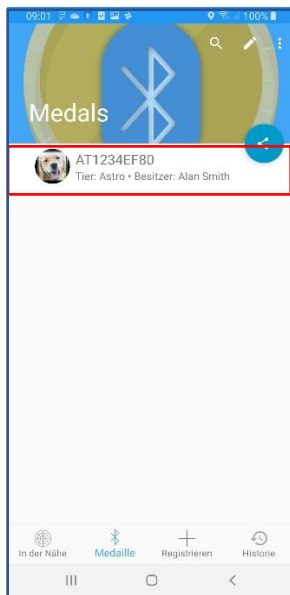 09:01 100%
Medals
AT1234EF80
Tier: Astro • Besitzer: Alan Smith
In der Nähe Medaille Registrieren Historie